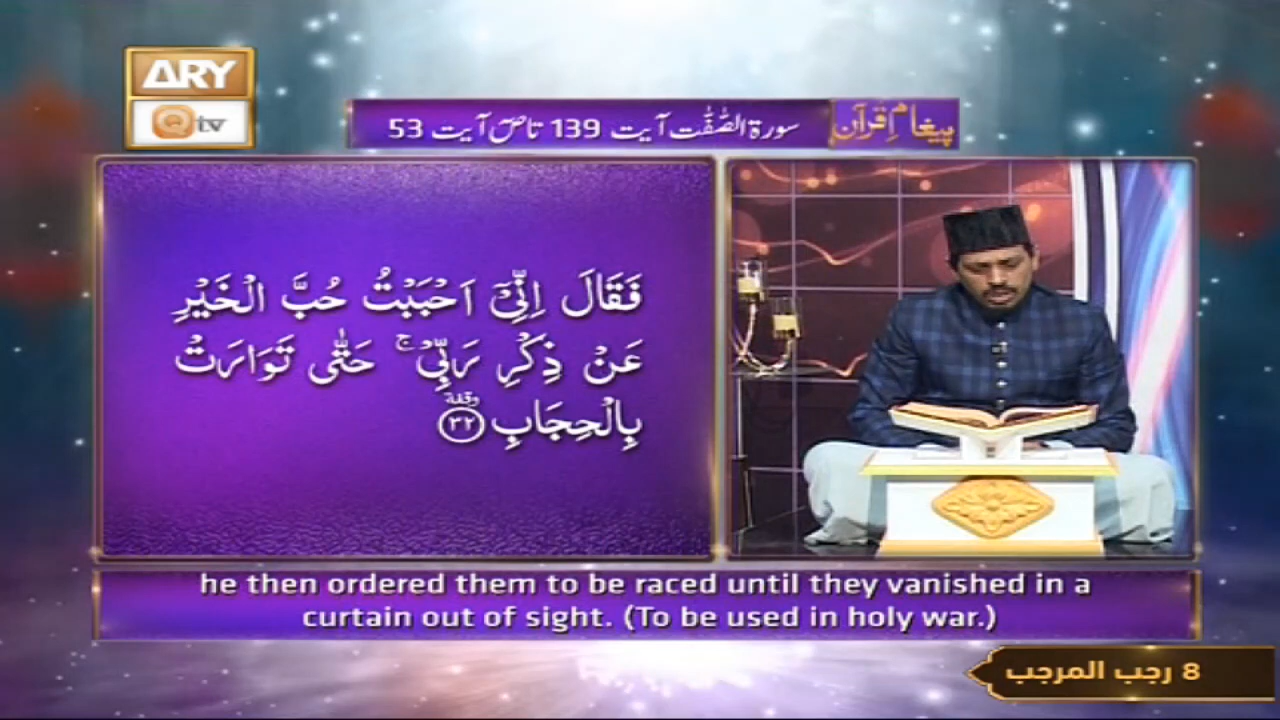 ARY
Qtv
پیغامِ قرآن
سورۃ الصّٰفّٰت آیت 139 تا صٓ آیت 53
فَقَالَ اِنِّیْۤ اَحْبَبْتُ حُبَّ الْخَیْرِ
عَنْ ذِكْرِ رَبِّیْ ۚ حَتّٰی تَوَارَتْ
بِالْحِجَابِ ۟ۥ ﴿۳۲﴾ وقفة
he then ordered them to be raced until they vanished in a
curtain out of sight. (To be used in holy war.)
8 رجب المرجب